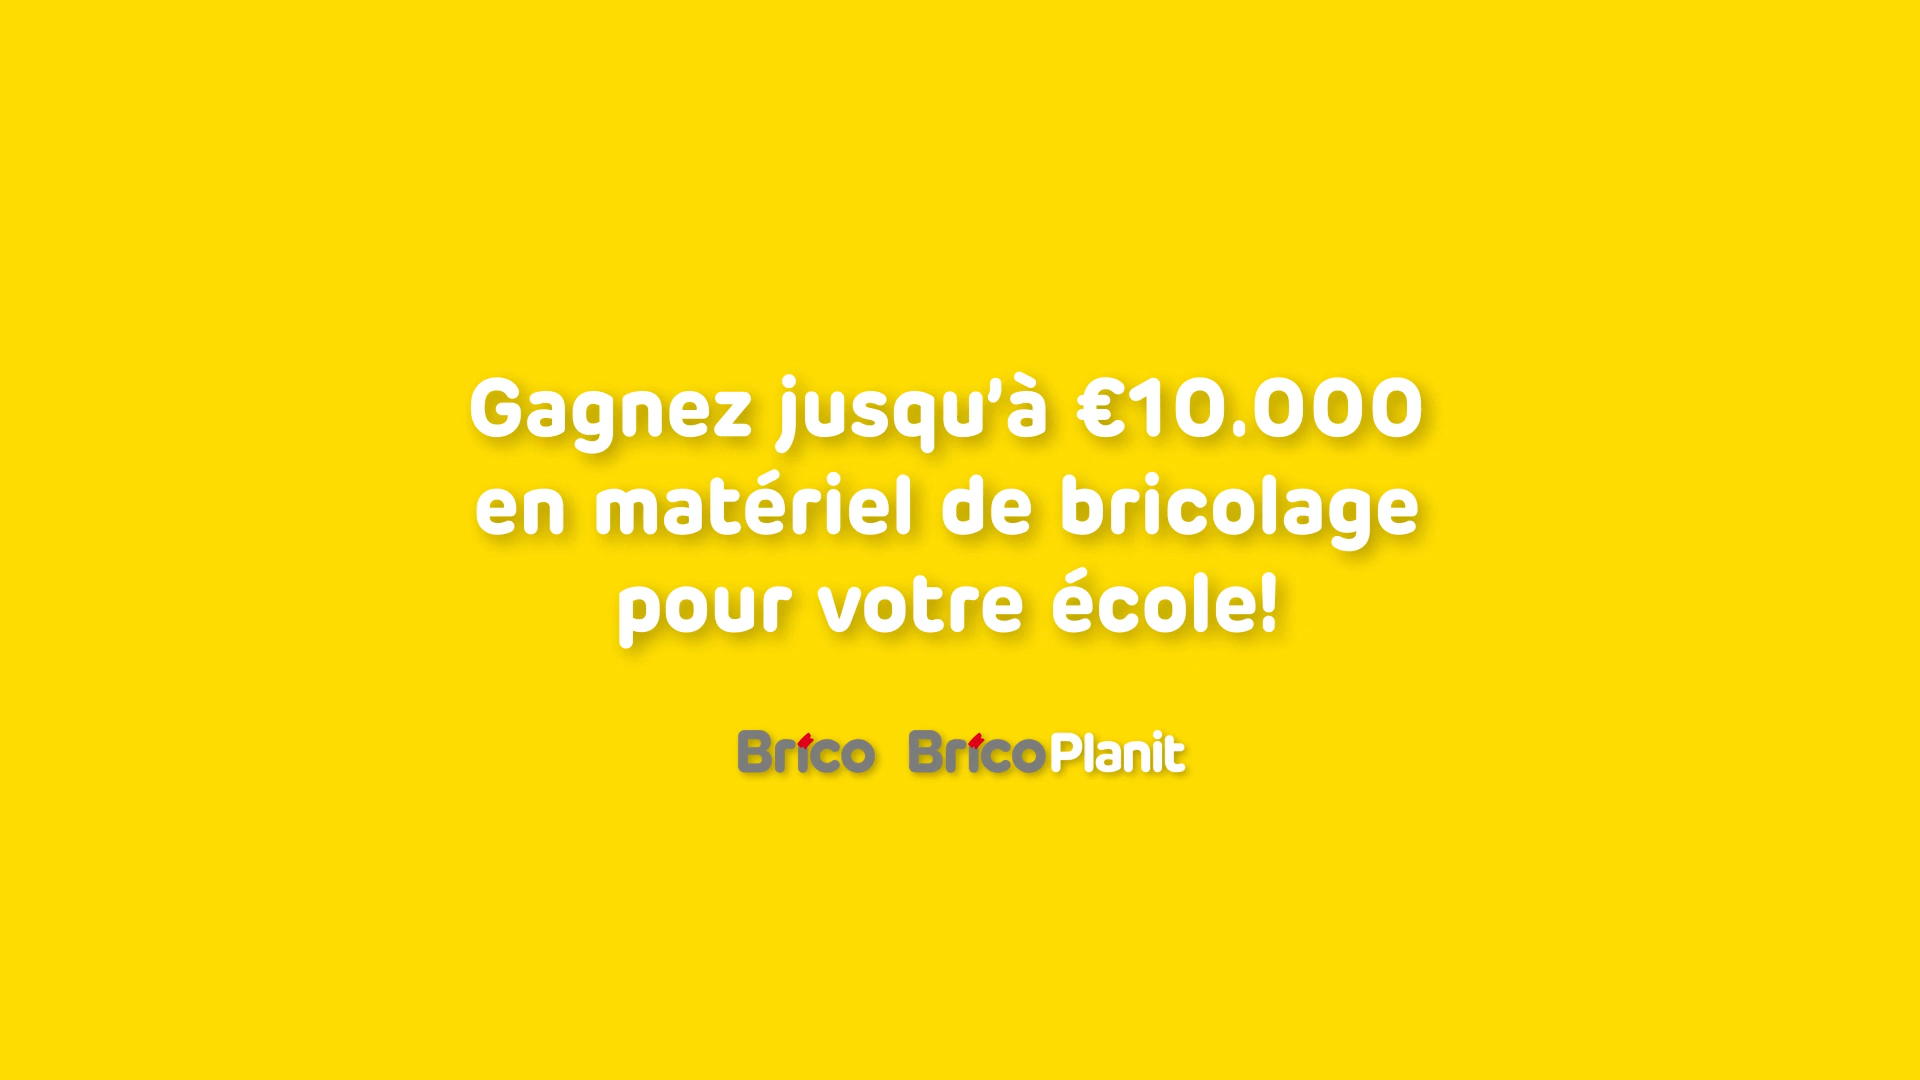 Gagnez jusqu'à €10.000
en matériel de bricolage
pour votre école!
Brico BricoPlanit